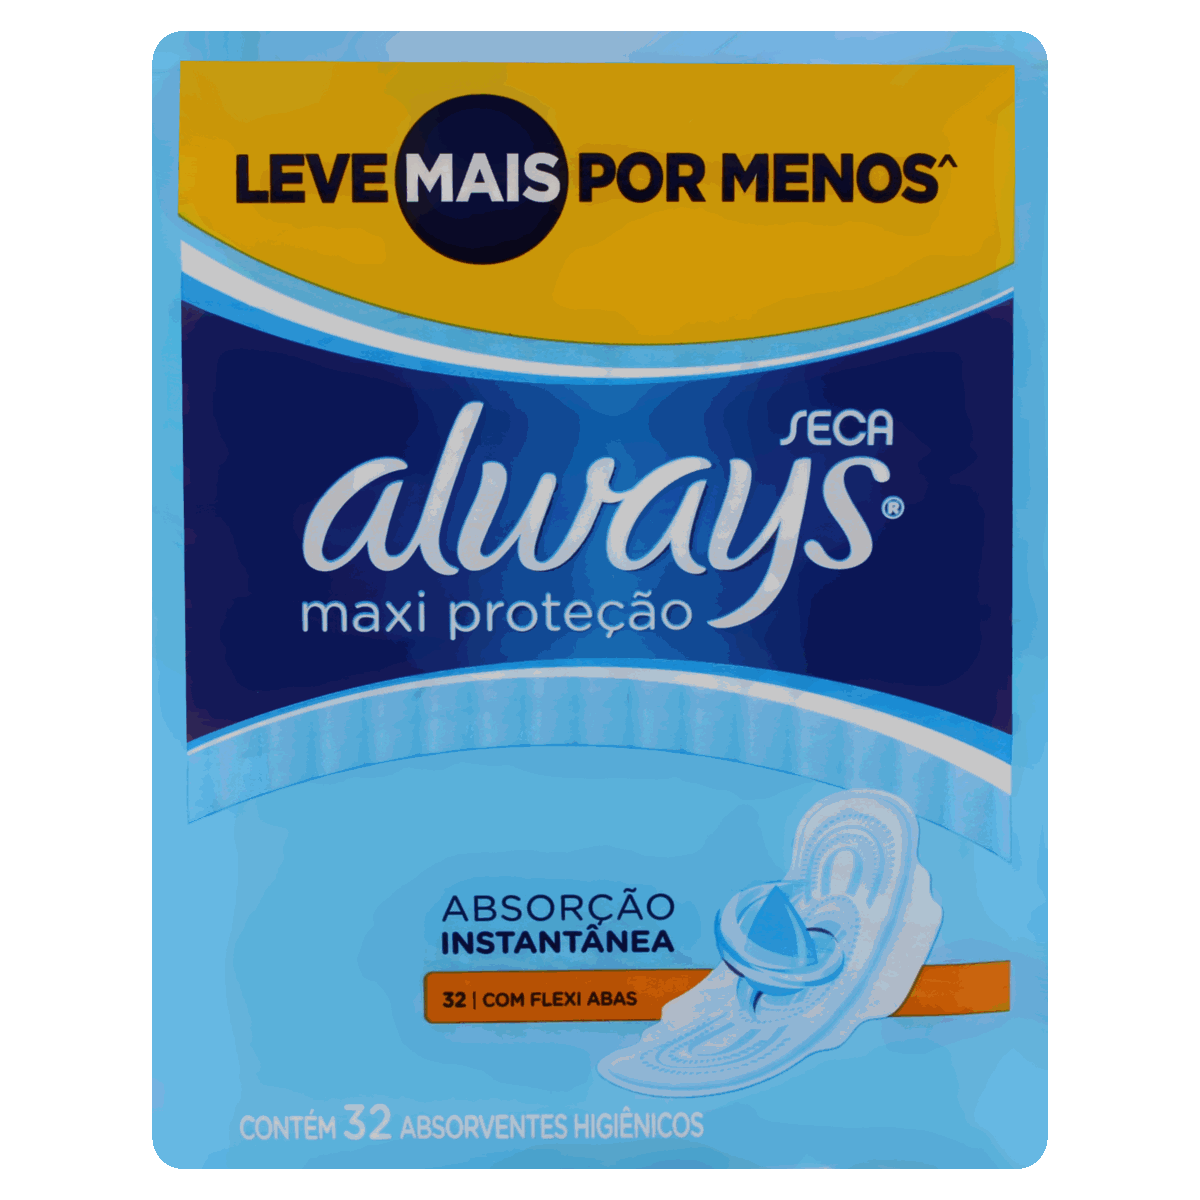 LEVE MAIS POR MENOS^
SECA
always®
maxi proteção
ABSORÇÃO
INSTANTÂNEA
32 | COM FLEXI ABAS
CONTÉM 32 ABSORVENTES HIGIÊNICOS